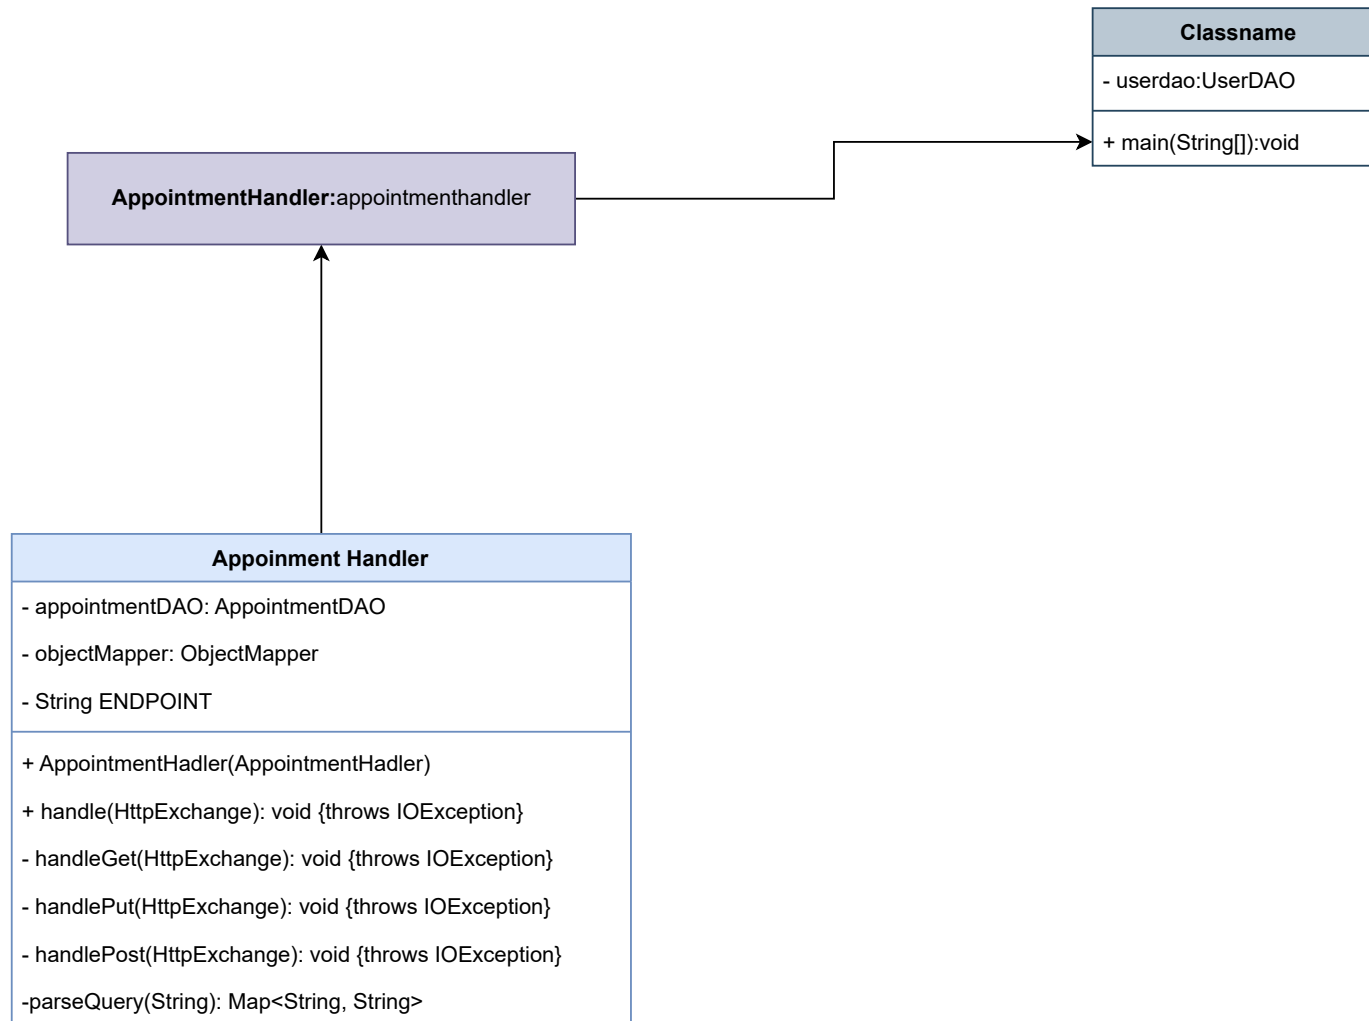 Classname
- userdao:UserDAO
+ main(String[]):void
AppointmentHandler:appointmenthandler
Appoinment Handler
- appointmentDAO: AppointmentDAO
- objectMapper: ObjectMapper
- String ENDPOINT
+ AppointmentHadler(AppointmentHadler)
+ handle(HttpExchange): void {throws IOException}
- handleGet(HttpExchange): void {throws IOException}
- handlePut(HttpExchange): void {throws IOException}
- handlePost(HttpExchange): void {throws IOException}
-parseQuery(String): Map<String, String>